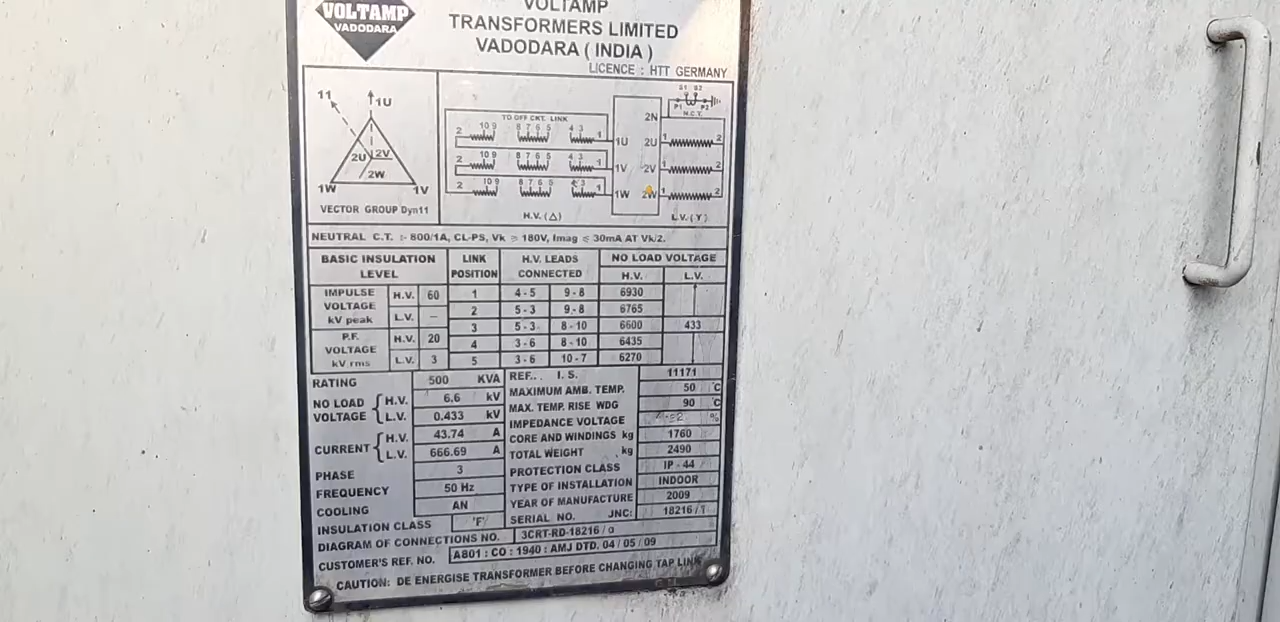 VOLTAMP
VADODARA
VOLTAMP
TRANSFORMERS LIMITED
VADODARA ( INDIA )
LICENCE : HTT GERMANY
11 1U
2U 2V
2W
1W 1V
VECTOR GROUP Dyn11
TO OFF CKT. LINK
2 10 9 8 7 6 5 4 3 1 1U
2 10 9 8 7 6 5 4 3 1 1V
2 10 9 8 7 6 5 4 3 1 1W
H.V. (△)
S1 S2
P1 P2
N.C.T.
2N
2U 1 2
2V 1 2
2W 1 2
L.V. ( Y )
NEUTRAL C.T. :- 800/1A, CL-PS, Vk ≥ 180V, Imag ≤ 30mA AT Vk/2.
BASIC INSULATION LEVEL LINK POSITION H.V. LEADS CONNECTED NO LOAD VOLTAGE
H.V. L.V.
IMPULSE VOLTAGE kV peak H.V. 60
L.V. –
P.F. VOLTAGE kV rms H.V. 20
L.V. 3
1 4 - 5 9 - 8 6930
2 5 - 3 9 - 8 6765
3 5 - 3 8 - 10 6600 433
4 3 - 6 8 - 10 6435
5 3 - 6 10 - 7 6270
RATING 500 KVA
NO LOAD VOLTAGE { H.V. 6.6 kV
L.V. 0.433 kV
CURRENT { H.V. 43.74 A
L.V. 666.69 A
PHASE 3
FREQUENCY 50 Hz
COOLING AN
INSULATION CLASS 'F'
REF.. I. S. 11171
MAXIMUM AMB. TEMP. 50 °C
MAX. TEMP. RISE WDG 90 °C
IMPEDANCE VOLTAGE %
CORE AND WINDINGS kg 1760
TOTAL WEIGHT kg 2490
PROTECTION CLASS IP - 44
TYPE OF INSTALLATION INDOOR
YEAR OF MANUFACTURE 2009
SERIAL NO. JNC: 18216 / 1
DIAGRAM OF CONNECTIONS NO. 3CRT-RD-18216 / 0
CUSTOMER'S REF. NO. A801 : CO : 1940 : AMJ DTD. 04 / 05 / 09
CAUTION: DE ENERGISE TRANSFORMER BEFORE CHANGING TAP LINK